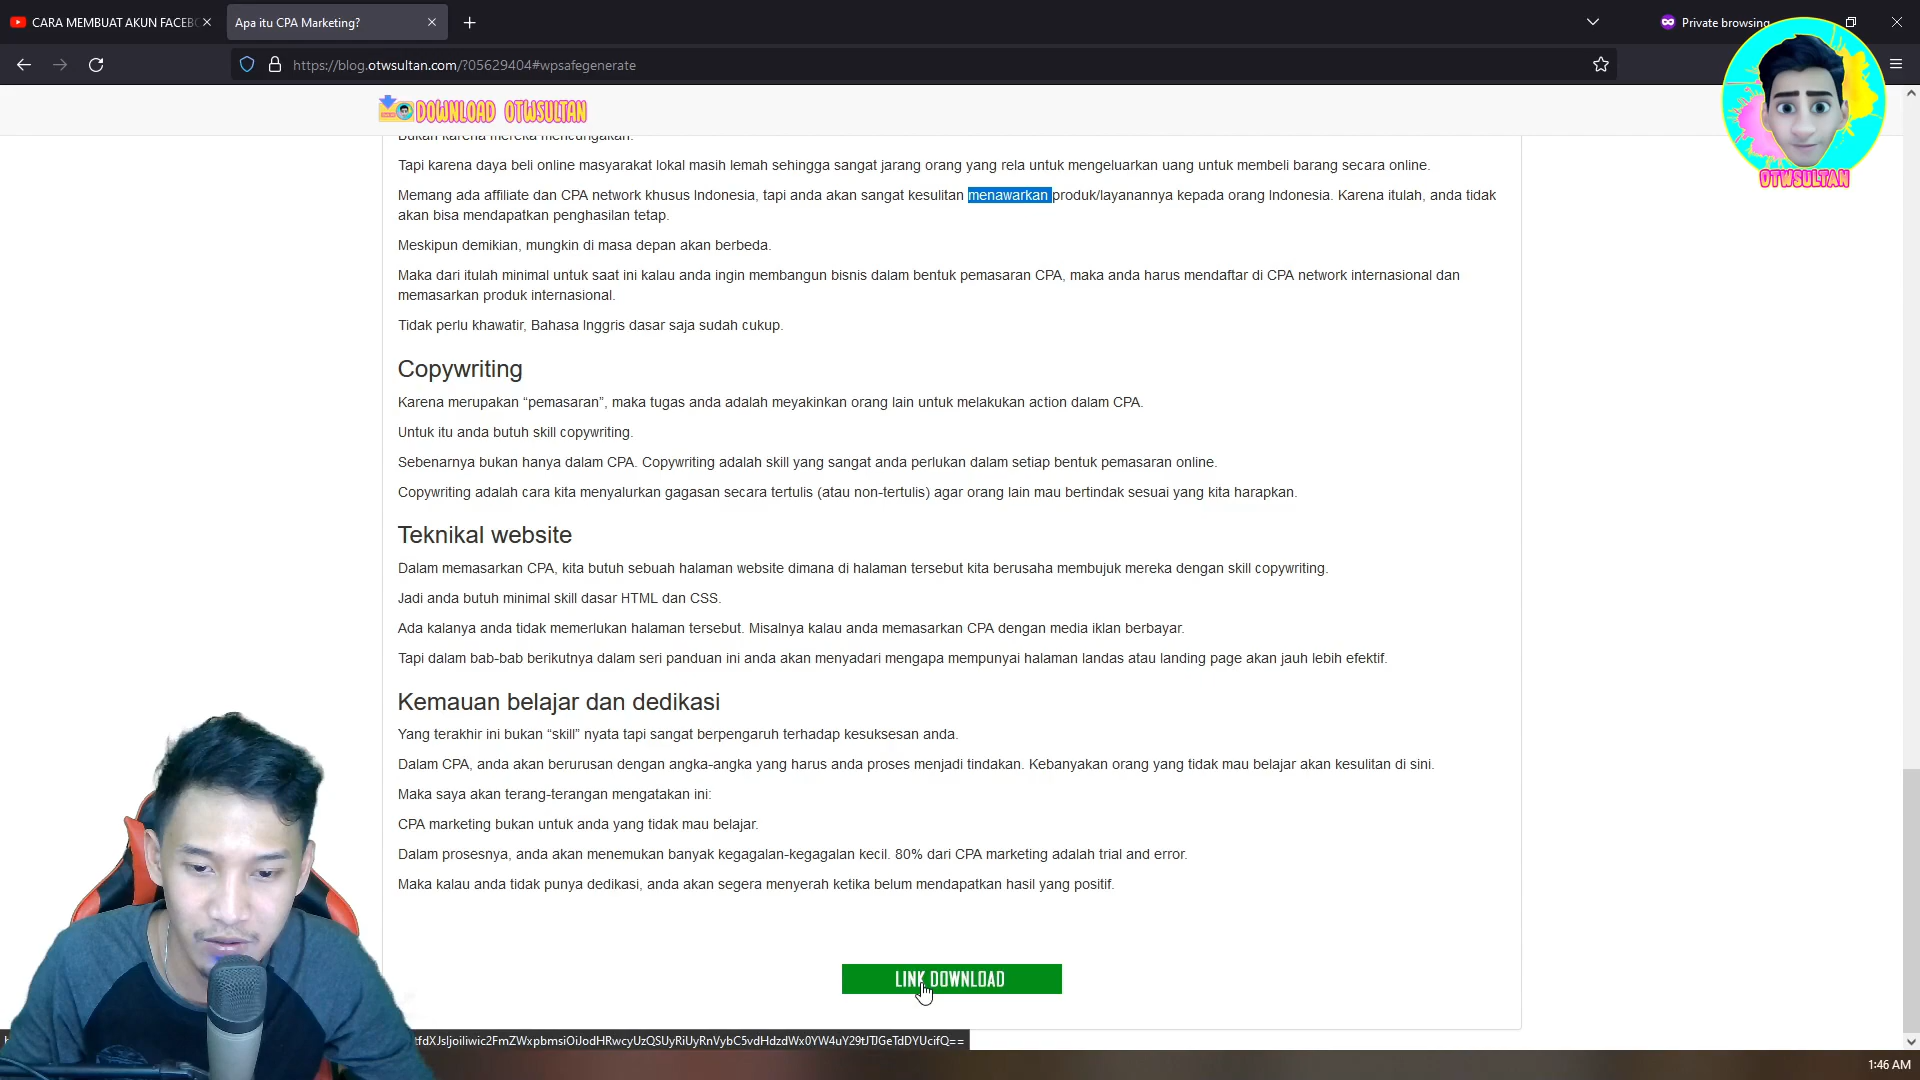 CARA MEMBUAT AKUN FACEB
Apa itu CPA Marketing?
Private browsing
https://blog.otwsultan.com/?05629404#wpsafegenerate
DOWNLOAD OTWSULTAN
OTWSULTAN
Bukan karena mereka mencurigakan.
Tapi karena daya beli online masyarakat lokal masih lemah sehingga sangat jarang orang yang rela untuk mengeluarkan uang untuk membeli barang secara online.
Memang ada affiliate dan CPA network khusus Indonesia, tapi anda akan sangat kesulitan menawarkan produk/layanannya kepada orang Indonesia. Karena itulah, anda tidak
akan bisa mendapatkan penghasilan tetap.
Meskipun demikian, mungkin di masa depan akan berbeda.
Maka dari itulah minimal untuk saat ini kalau anda ingin membangun bisnis dalam bentuk pemasaran CPA, maka anda harus mendaftar di CPA network internasional dan
memasarkan produk internasional.
Tidak perlu khawatir, Bahasa Inggris dasar saja sudah cukup.
Copywriting
Karena merupakan “pemasaran”, maka tugas anda adalah meyakinkan orang lain untuk melakukan action dalam CPA.
Untuk itu anda butuh skill copywriting.
Sebenarnya bukan hanya dalam CPA. Copywriting adalah skill yang sangat anda perlukan dalam setiap bentuk pemasaran online.
Copywriting adalah cara kita menyalurkan gagasan secara tertulis (atau non-tertulis) agar orang lain mau bertindak sesuai yang kita harapkan.
Teknikal website
Dalam memasarkan CPA, kita butuh sebuah halaman website dimana di halaman tersebut kita berusaha membujuk mereka dengan skill copywriting.
Jadi anda butuh minimal skill dasar HTML dan CSS.
Ada kalanya anda tidak memerlukan halaman tersebut. Misalnya kalau anda memasarkan CPA dengan media iklan berbayar.
Tapi dalam bab-bab berikutnya dalam seri panduan ini anda akan menyadari mengapa mempunyai halaman landas atau landing page akan jauh lebih efektif.
Kemauan belajar dan dedikasi
Yang terakhir ini bukan “skill” nyata tapi sangat berpengaruh terhadap kesuksesan anda.
Dalam CPA, anda akan berurusan dengan angka-angka yang harus anda proses menjadi tindakan. Kebanyakan orang yang tidak mau belajar akan kesulitan di sini.
Maka saya akan terang-terangan mengatakan ini:
CPA marketing bukan untuk anda yang tidak mau belajar.
Dalam prosesnya, anda akan menemukan banyak kegagalan-kegagalan kecil. 80% dari CPA marketing adalah trial and error.
Maka kalau anda tidak punya dedikasi, anda akan segera menyerah ketika belum mendapatkan hasil yang positif.
LINK DOWNLOAD
1:46 AM